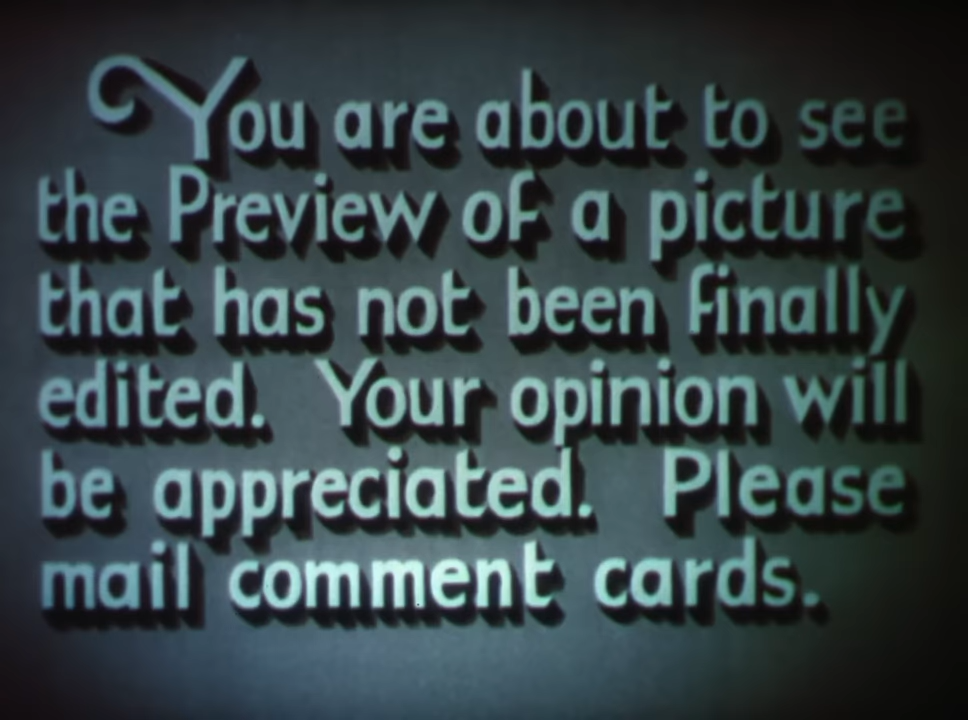 You are about to see
the Preview of a picture
that has not been finally
edited. Your opinion will
be appreciated. Please
mail comment cards.